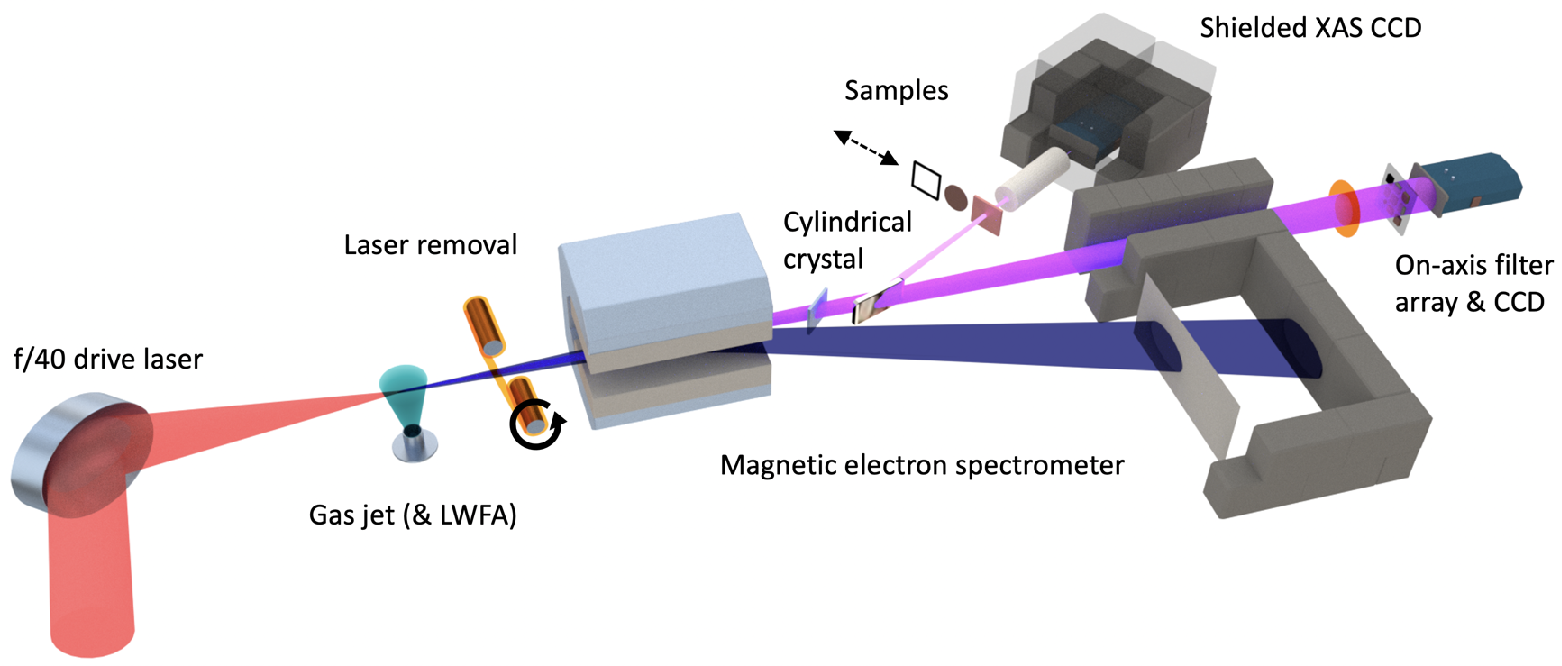 Shielded XAS CCD
Samples
Cylindrical
crystal
Laser removal
On-axis filter
array & CCD
f/40 drive laser
Magnetic electron spectrometer
Gas jet (& LWFA)